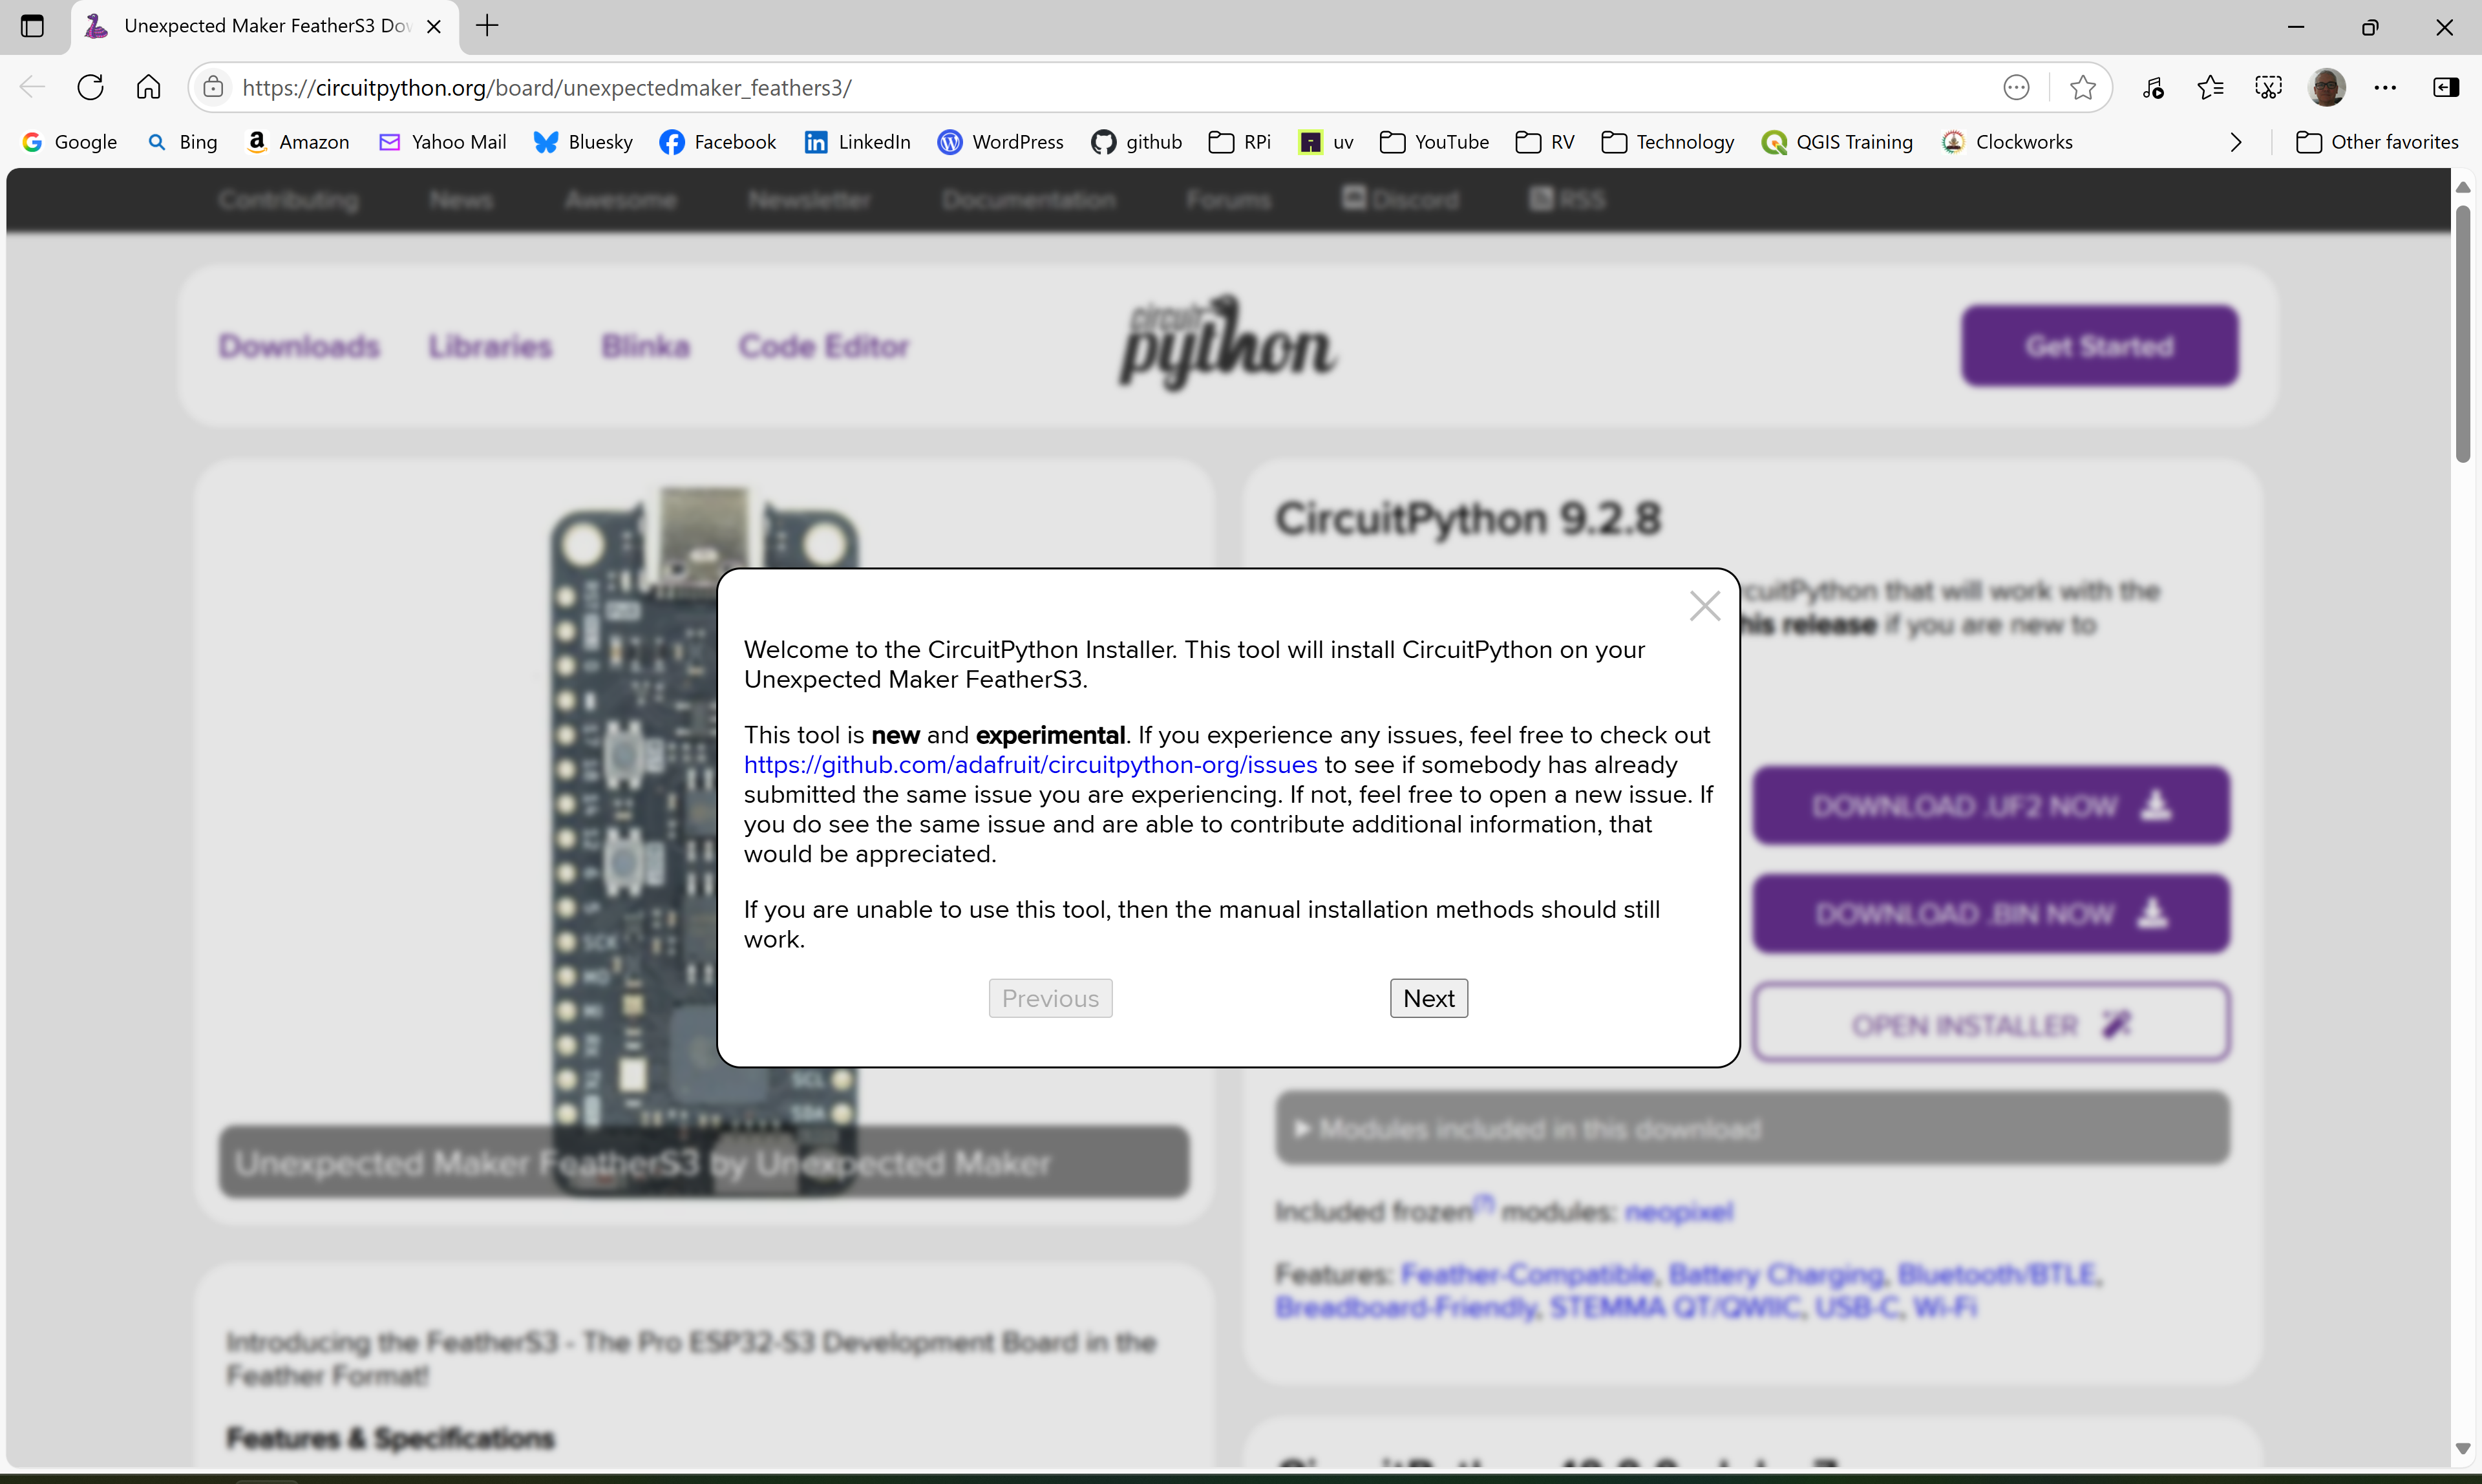 Unexpected Maker FeatherS3 Dov
https://circuitpython.org/board/unexpectedmaker_feathers3/
Google Bing Amazon Yahoo Mail Bluesky Facebook LinkedIn WordPress github RPi uv YouTube RV Technology QGIS Training Clockworks Other favorites
Contributing News Awesome Newsletter Documentation Forums Discord RSS
Downloads Libraries Blinka Code Editor circuit python Get Started
CircuitPython 9.2.8
rcuitPython that will work with the
his release if you are new to
Welcome to the CircuitPython Installer. This tool will install CircuitPython on your
Unexpected Maker FeatherS3.
This tool is new and experimental. If you experience any issues, feel free to check out
https://github.com/adafruit/circuitpython-org/issues to see if somebody has already
submitted the same issue you are experiencing. If not, feel free to open a new issue. If
you do see the same issue and are able to contribute additional information, that
would be appreciated.
If you are unable to use this tool, then the manual installation methods should still
work.
Previous Next
DOWNLOAD .UF2 NOW
DOWNLOAD .BIN NOW
OPEN INSTALLER
Modules included in this download
Included frozen(?) modules: neopixel
Features: Feather-Compatible, Battery Charging, Bluetooth/BTLE,
Breadboard-Friendly, STEMMA QT/QWIIC, USB-C, Wi-Fi
SCK
SCL
SDA
Unexpected Maker FeatherS3 by Unexpected Maker
Introducing the FeatherS3 - The Pro ESP32-S3 Development Board in the
Feather Format!
Features & Specifications